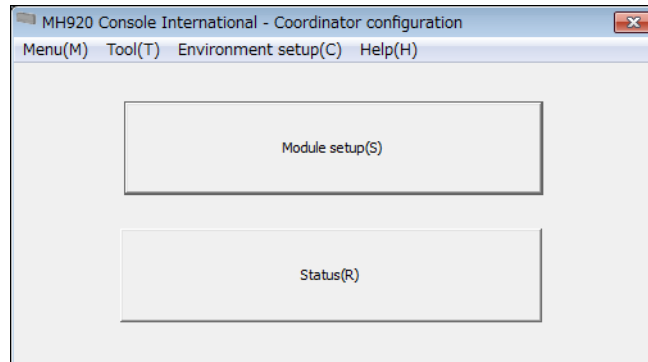 MH920 Console International - Coordinator configuration
Menu(M) Tool(T) Environment setup(C) Help(H)
Module setup(S)
Status(R)